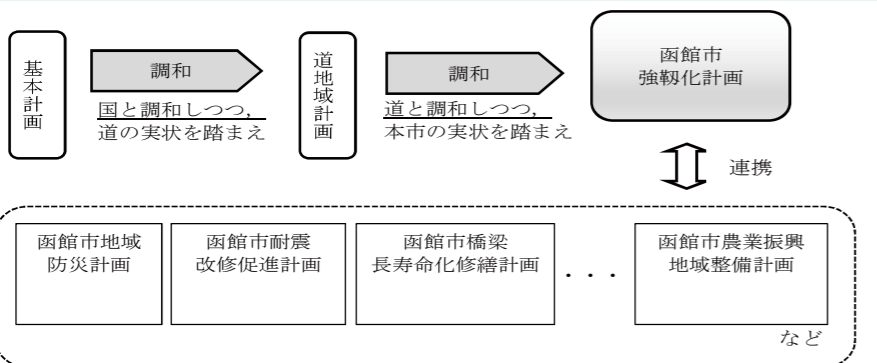 基本計画
調和
国と調和しつつ,
道の実状を踏まえ
道地域計画
調和
道と調和しつつ,
本市の実状を踏まえ
函館市
強靱化計画
連携
函館市地域
防災計画
函館市耐震
改修促進計画
函館市橋梁
長寿命化修繕計画
・・・
函館市農業振興
地域整備計画
など